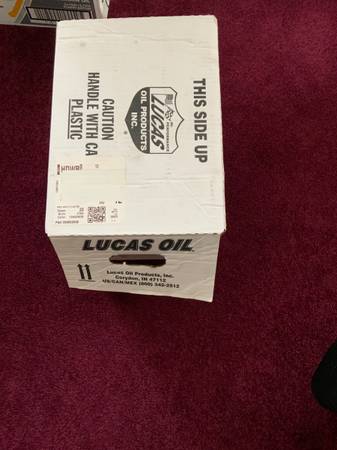 THIS SIDE UP
LUCAS
OIL PRODUCTS
INC.
CAUTION
HANDLE WITH CA
PLASTIC
LUCAS OIL
Lucas Oil Products, Inc.
Corydon, IN 47112
US/CAN/MEX (800) 342-2512